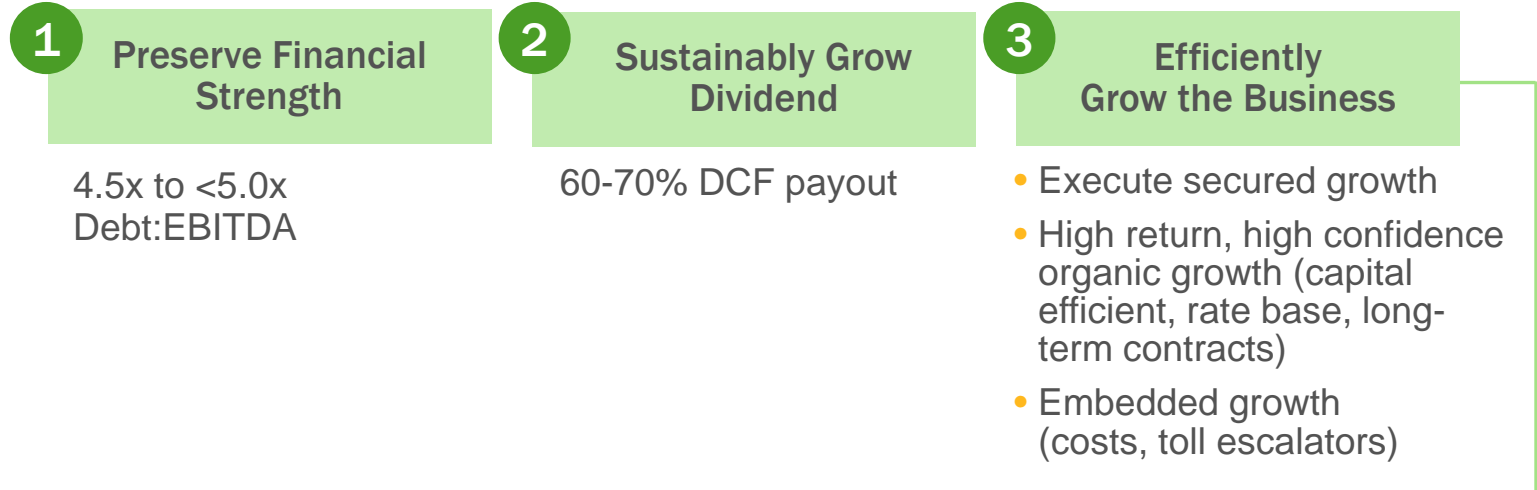 1
Preserve Financial
Strength
4.5x to <5.0x
Debt:EBITDA
2
Sustainably Grow
Dividend
60-70% DCF payout
3
Efficiently
Grow the Business
• Execute secured growth
• High return, high confidence
organic growth (capital
efficient, rate base, long-
term contracts)
• Embedded growth
(costs, toll escalators)